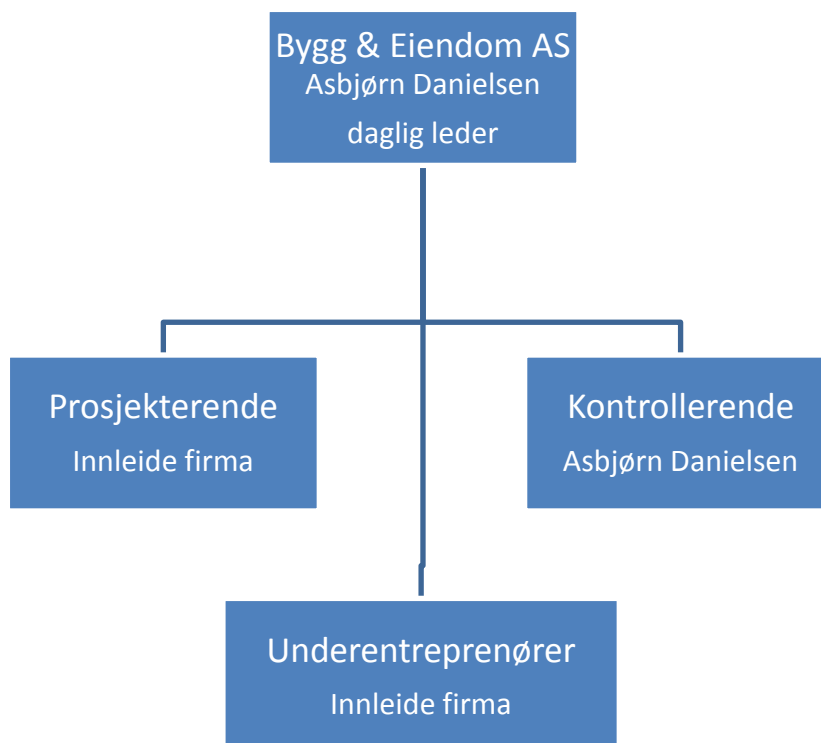 Bygg & Eiendom AS
Asbjørn Danielsen
daglig leder
Prosjekterende
Innleide firma
Kontrollerende
Asbjørn Danielsen
Underentreprenører
Innleide firma